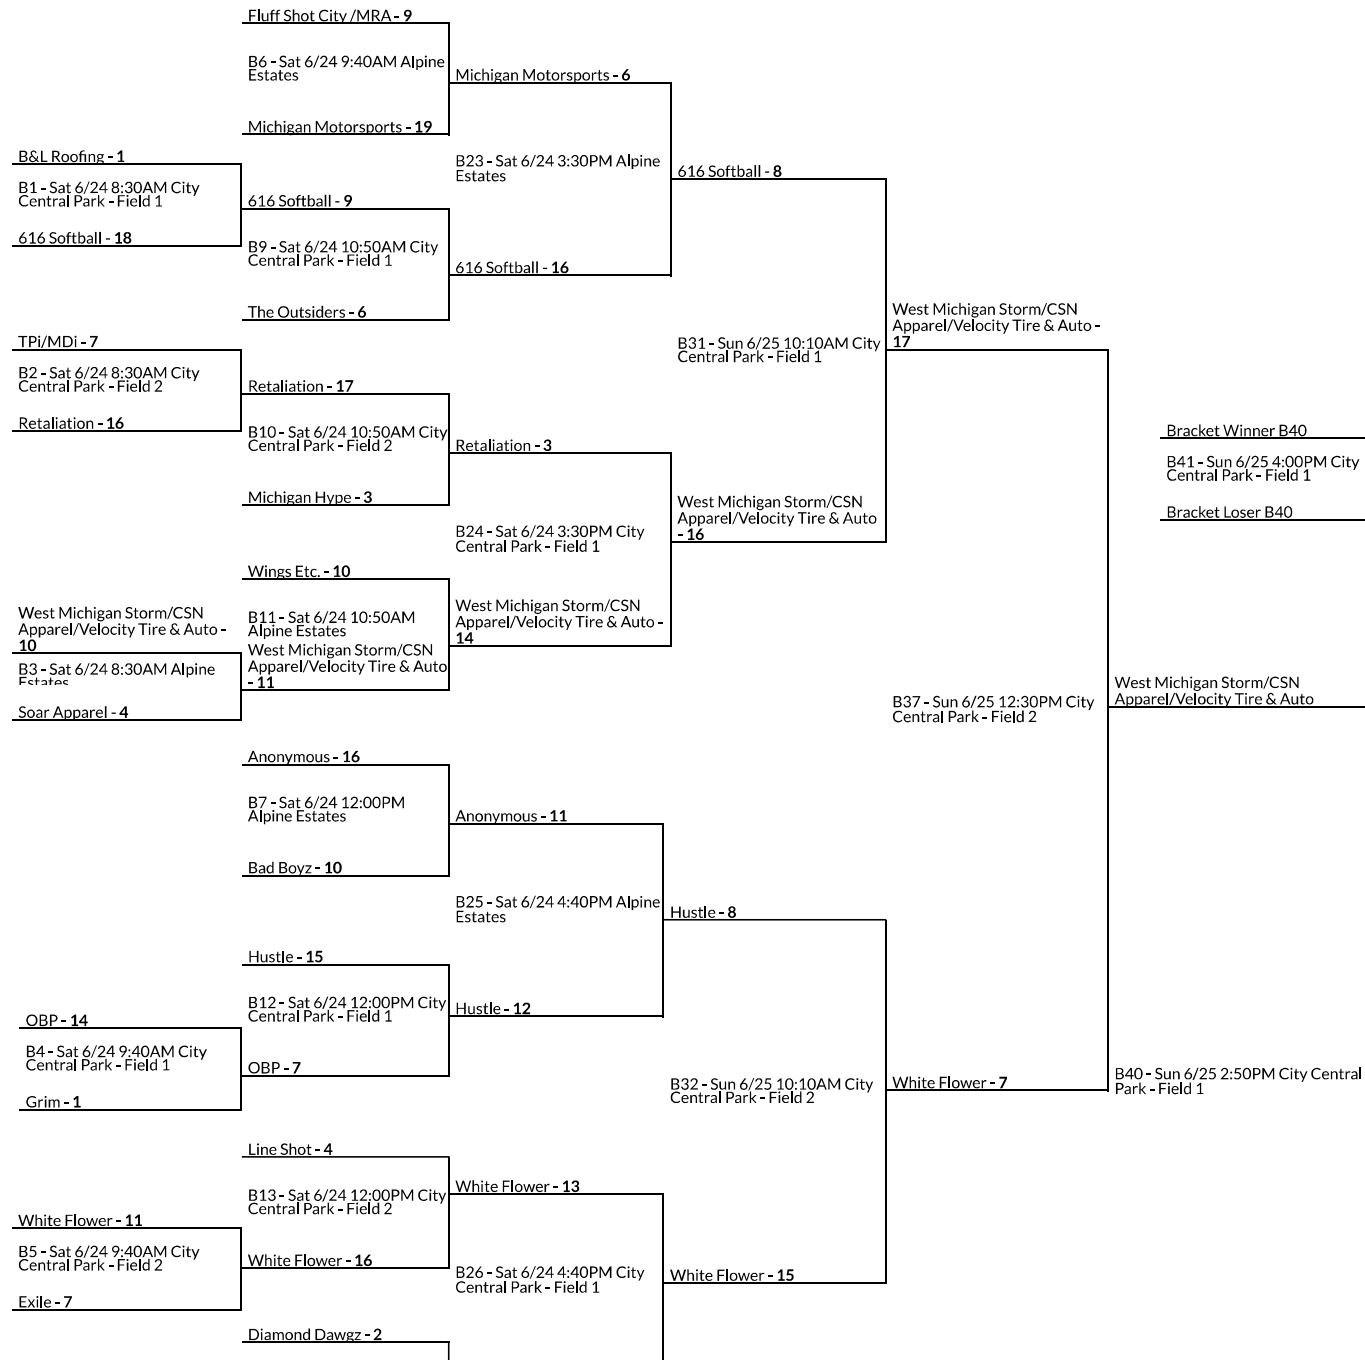 Fluff Shot City /MRA - 9
B6 - Sat 6/24 9:40AM Alpine
Estates
Michigan Motorsports - 6
Michigan Motorsports - 19
B&L Roofing - 1
B1 - Sat 6/24 8:30AM City
Central Park - Field 1
616 Softball - 18
616 Softball - 9
B9 - Sat 6/24 10:50AM City
Central Park - Field 1
The Outsiders - 6
B23 - Sat 6/24 3:30PM Alpine
Estates
616 Softball - 16
616 Softball - 8
TPi/MDi - 7
B2 - Sat 6/24 8:30AM City
Central Park - Field 2
Retaliation - 16
Retaliation - 17
B10 - Sat 6/24 10:50AM City
Central Park - Field 2
Michigan Hype - 3
Retaliation - 3
B31 - Sun 6/25 10:10AM City
Central Park - Field 1
West Michigan Storm/CSN
Apparel/Velocity Tire & Auto -
17
Bracket Winner B40
B41 - Sun 6/25 4:00PM City
Central Park - Field 1
Bracket Loser B40
B24 - Sat 6/24 3:30PM City
Central Park - Field 1
West Michigan Storm/CSN
Apparel/Velocity Tire & Auto
- 16
Wings Etc. - 10
B11 - Sat 6/24 10:50AM
Alpine Estates
West Michigan Storm/CSN
Apparel/Velocity Tire & Auto
- 11
West Michigan Storm/CSN
Apparel/Velocity Tire & Auto -
14
West Michigan Storm/CSN
Apparel/Velocity Tire & Auto -
10
B3 - Sat 6/24 8:30AM Alpine
Estates
Soar Apparel - 4
B37 - Sun 6/25 12:30PM City
Central Park - Field 2
West Michigan Storm/CSN
Apparel/Velocity Tire & Auto
Anonymous - 16
B7 - Sat 6/24 12:00PM
Alpine Estates
Bad Boyz - 10
Anonymous - 11
B25 - Sat 6/24 4:40PM Alpine
Estates
Hustle - 8
Hustle - 15
B12 - Sat 6/24 12:00PM City
Central Park - Field 1
Hustle - 12
OBP - 14
B4 - Sat 6/24 9:40AM City
Central Park - Field 1
Grim - 1
OBP - 7
B32 - Sun 6/25 10:10AM City
Central Park - Field 2
White Flower - 7
B40 - Sun 6/25 2:50PM City Central
Park - Field 1
Line Shot - 4
B13 - Sat 6/24 12:00PM City
Central Park - Field 2
White Flower - 13
White Flower - 11
B5 - Sat 6/24 9:40AM City
Central Park - Field 2
Exile - 7
White Flower - 16
B26 - Sat 6/24 4:40PM City
Central Park - Field 1
White Flower - 15
Diamond Dawgz - 2